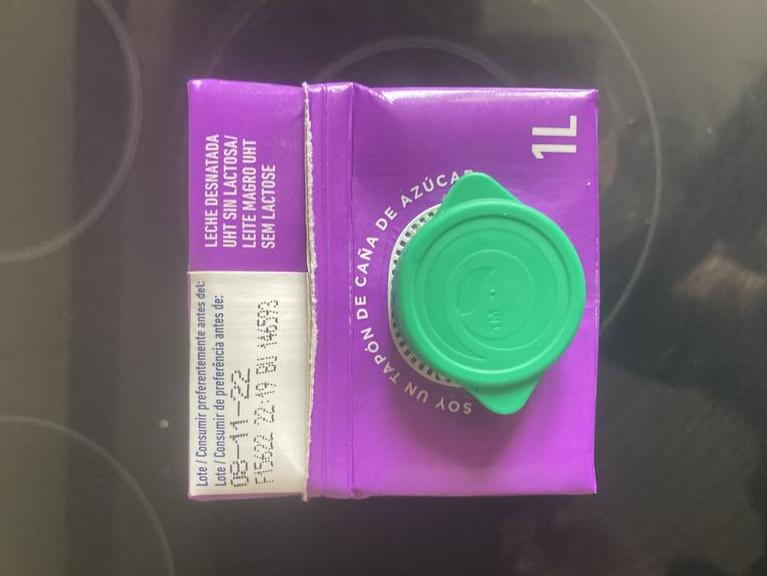 LECHE DESNATADA
UHT SIN LACTOSA/
LEITE MAGRO UHT
SEM LACTOSE
Lote / Consumir preferentemente antes del:
Lote / Consumir de preferência antes de:
08-11-22
F15622 22:19 BU 146593
SOY UN TAPÓN DE CAÑA DE AZÚCAR
1L